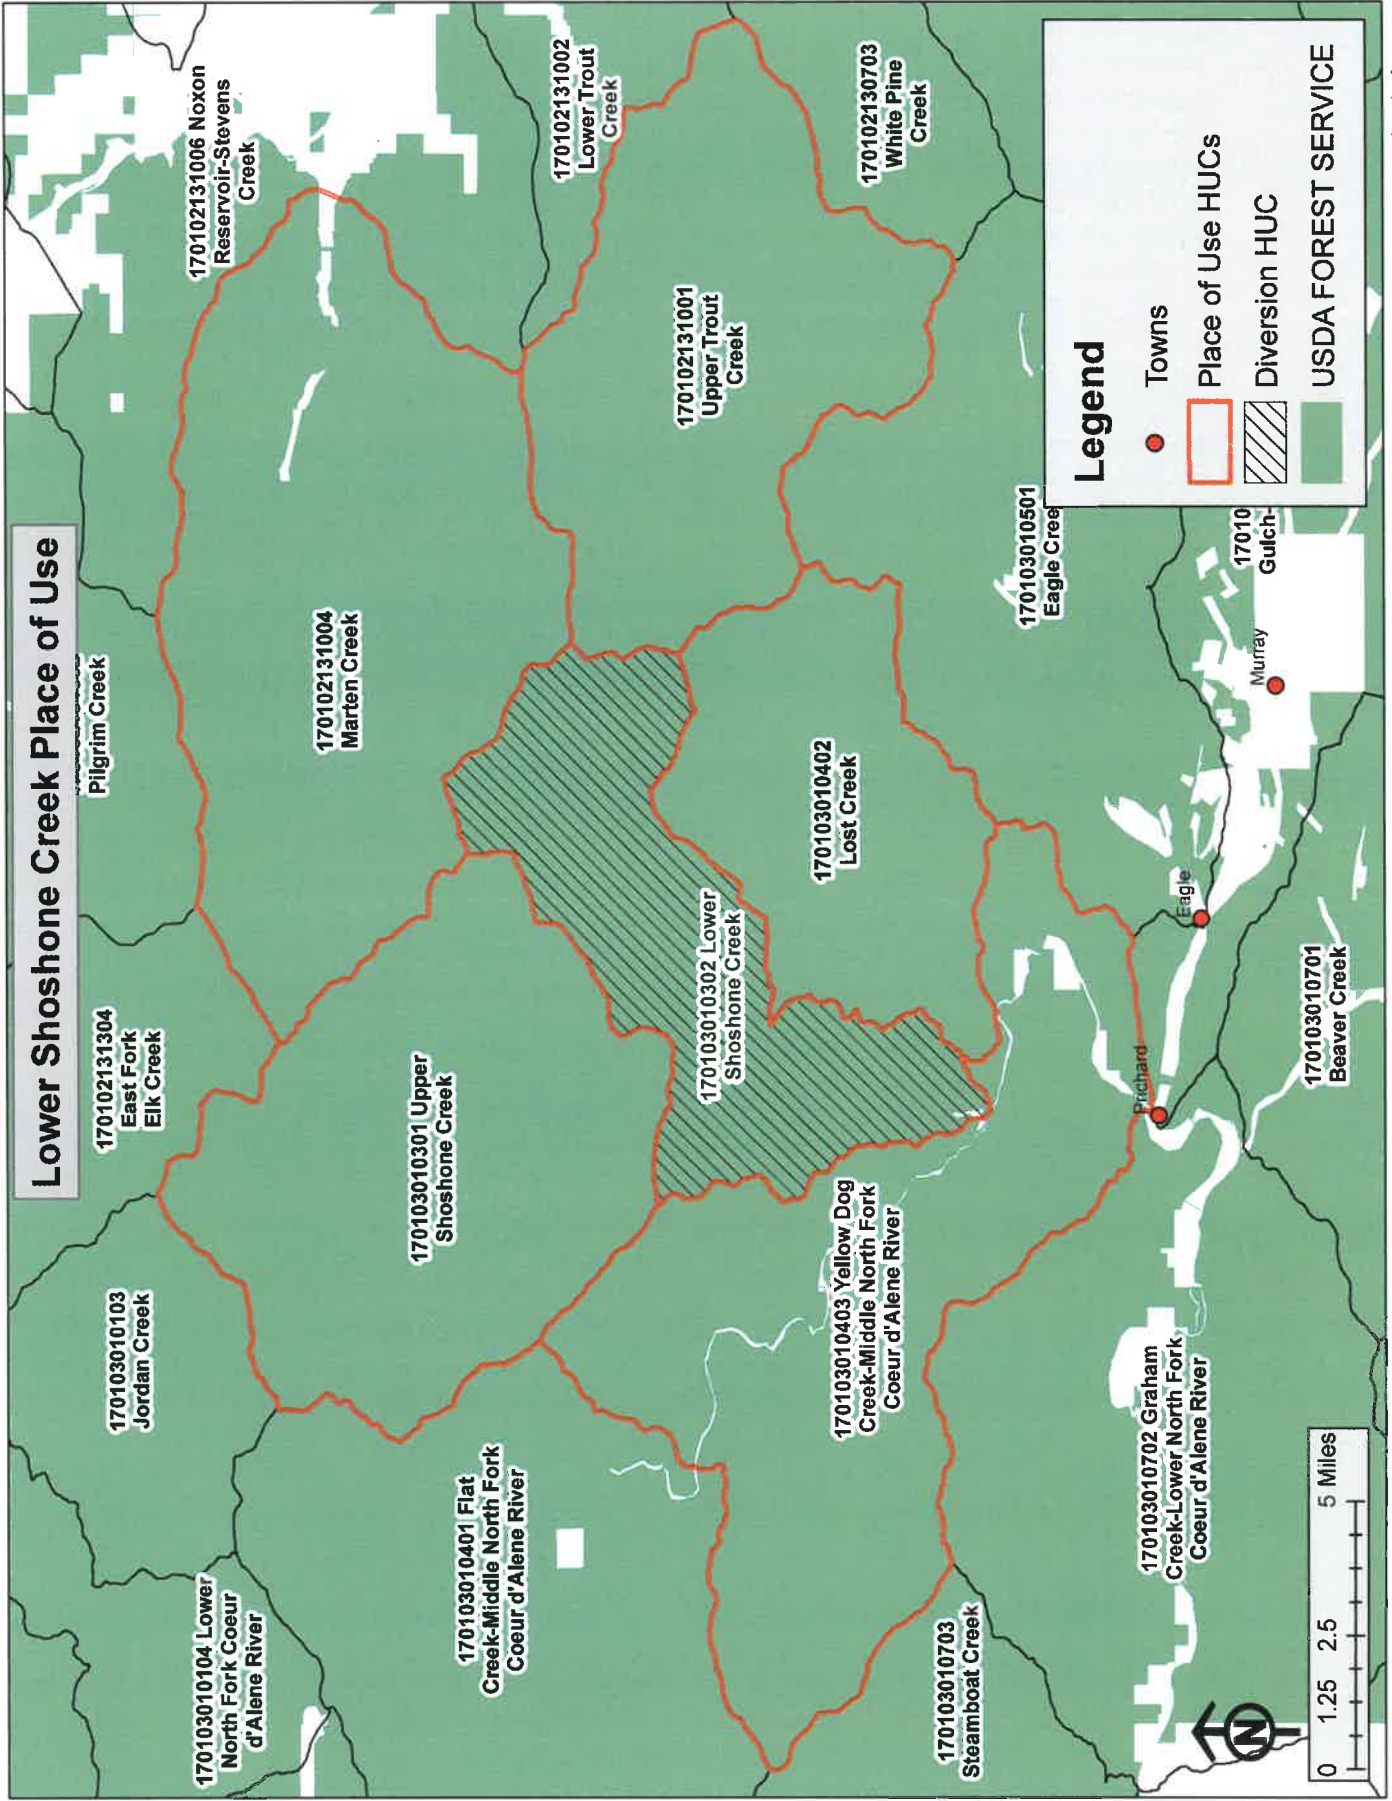 Lower Shoshone Creek Place of Use
170103010104 Lower
North Fork Coeur
d'Alene River
170103010103
Jordan Creek
170102131304
East Fork
Elk Creek
Pilgrim Creek
170102131006 Noxon
Reservoir-Stevens
Creek
170102131004
Marten Creek
170103010301 Upper
Shoshone Creek
170103010401 Flat
Creek-Middle North Fork
Coeur d'Alene River
170102131002
Lower Trout
Creek
170102131001
Upper Trout
Creek
170103010302 Lower
Shoshone Creek
170103010402
Lost Creek
170103010403 Yellow Dog
Creek-Middle North Fork
Coeur d'Alene River
170102130703
White Pine
Creek
170103010703
Steamboat Creek
170103010501
Eagle Cree
170103010702 Graham
Creek-Lower North Fork
Coeur d'Alene River
Prichard
Eagle
Murray
17010
Gulch-
170103010701
Beaver Creek
Legend
Towns
Place of Use HUCs
Diversion HUC
USDA FOREST SERVICE
N
0 1.25 2.5 5 Miles